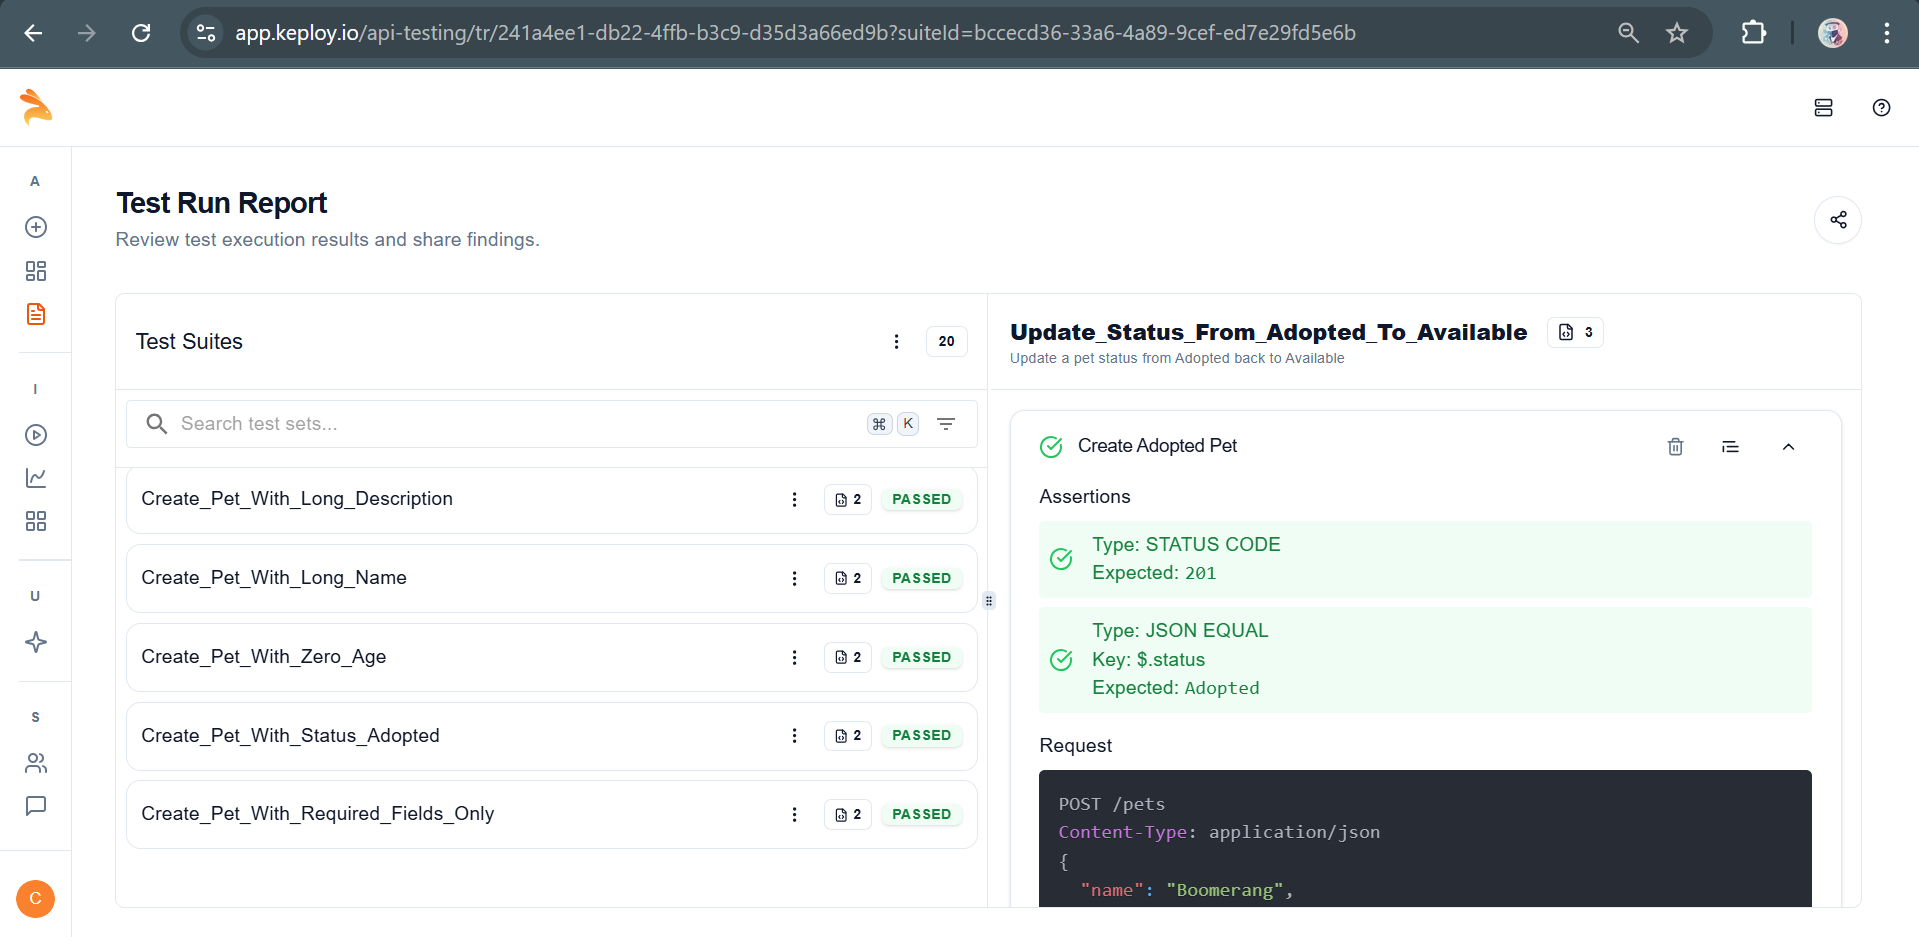 app.keploy.io/api-testing/tr/241a4ee1-db22-4ffb-b3c9-d35d3a66ed9b?suiteId=bccecd36-33a6-4a89-9cef-ed7e29fd5e6b
A
I
U
S
C
Test Run Report
Review test execution results and share findings.
Test Suites
20
Search test sets...
⌘ K
Create_Pet_With_Long_Description 2 PASSED
Create_Pet_With_Long_Name 2 PASSED
Create_Pet_With_Zero_Age 2 PASSED
Create_Pet_With_Status_Adopted 2 PASSED
Create_Pet_With_Required_Fields_Only 2 PASSED
Update_Status_From_Adopted_To_Available 3
Update a pet status from Adopted back to Available
Create Adopted Pet
Assertions
Type: STATUS CODE
Expected: 201
Type: JSON EQUAL
Key: $.status
Expected: Adopted
Request
POST /pets
Content-Type: application/json
{
"name": "Boomerang",